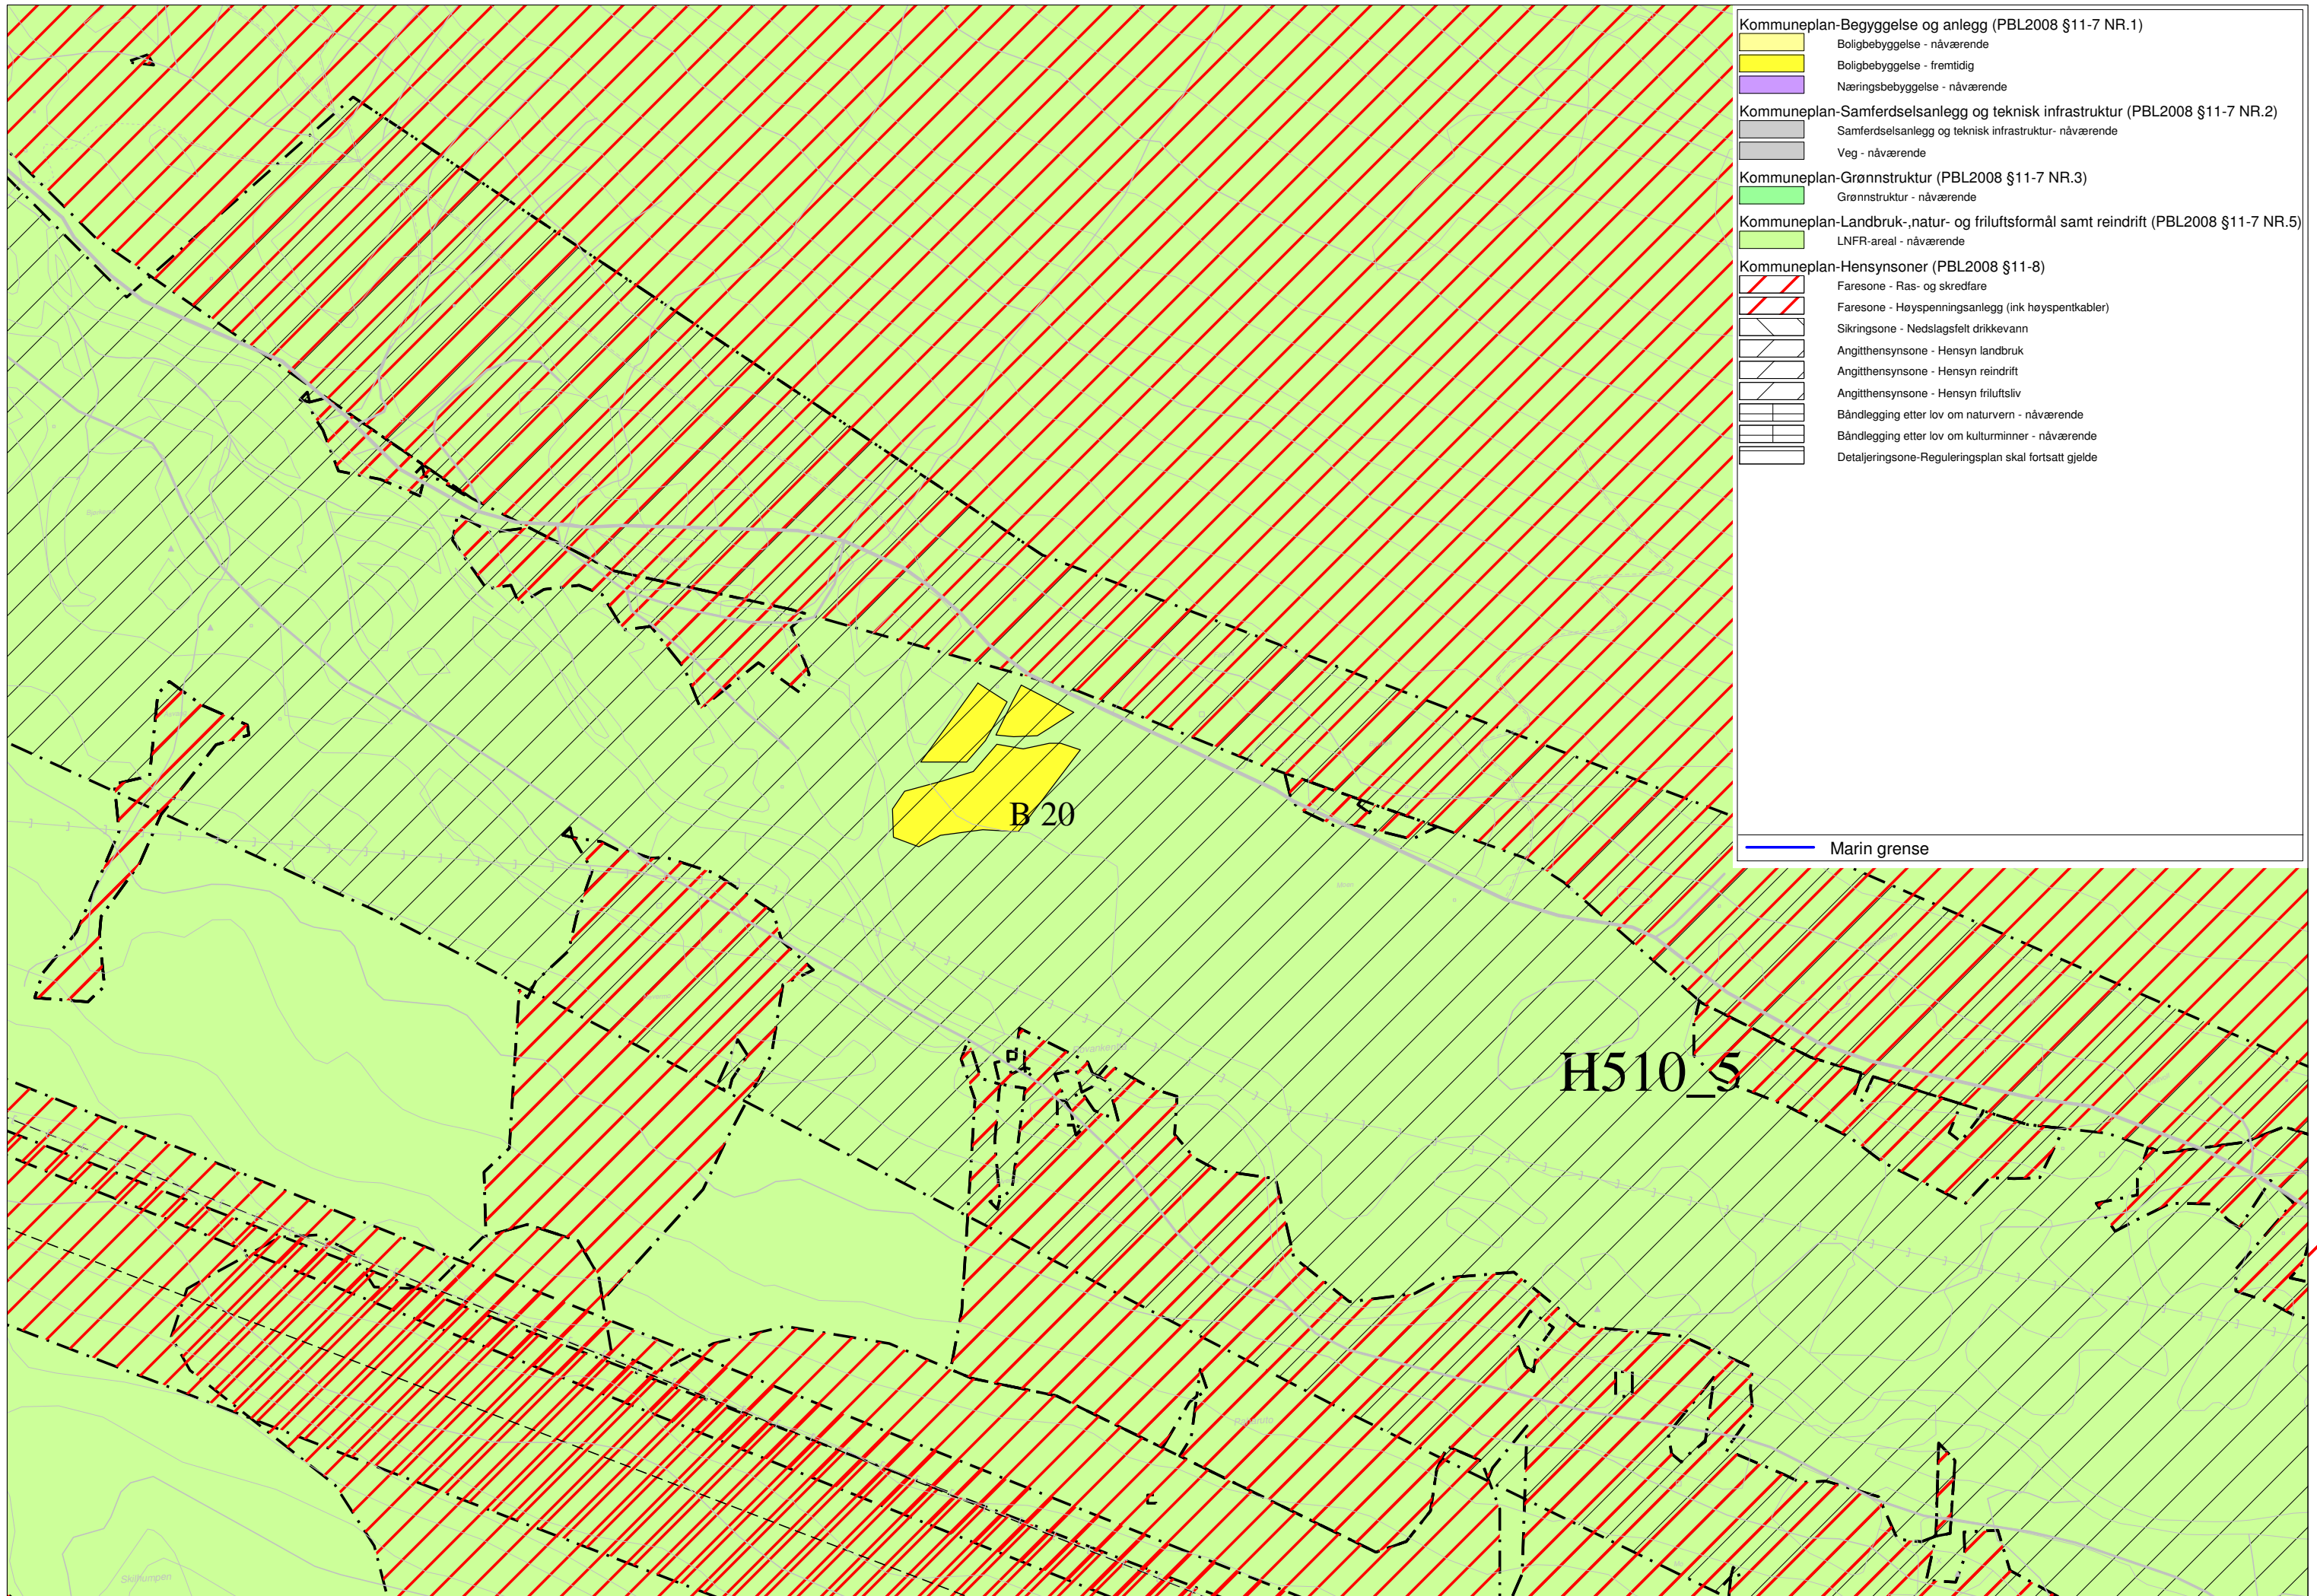 Kommuneplan-Begyggelse og anlegg (PBL2008 §11-7 NR.1)
Boligbebyggelse - nåværende
Boligbebyggelse - fremtidig
Næringsbebyggelse - nåværende
Kommuneplan-Samferdselsanlegg og teknisk infrastruktur (PBL2008 §11-7 NR.2)
Samferdselsanlegg og teknisk infrastruktur- nåværende
Veg - nåværende
Kommuneplan-Grønnstruktur (PBL2008 §11-7 NR.3)
Grønnstruktur - nåværende
Kommuneplan-Landbruk-,natur- og friluftsformål samt reindrift (PBL2008 §11-7 NR.5)
LNFR-areal - nåværende
Kommuneplan-Hensynsoner (PBL2008 §11-8)
Faresone - Ras- og skredfare
Faresone - Høyspenningsanlegg (ink høyspentkabler)
Sikringsone - Nedslagsfelt drikkevann
Angitthensynsone - Hensyn landbruk
Angitthensynsone - Hensyn reindrift
Angitthensynsone - Hensyn friluftsliv
Båndlegging etter lov om naturvern - nåværende
Båndlegging etter lov om kulturminner - nåværende
Detaljeringsone-Reguleringsplan skal fortsatt gjelde
Marin grense
B 20
H510_5
Skilhumpen